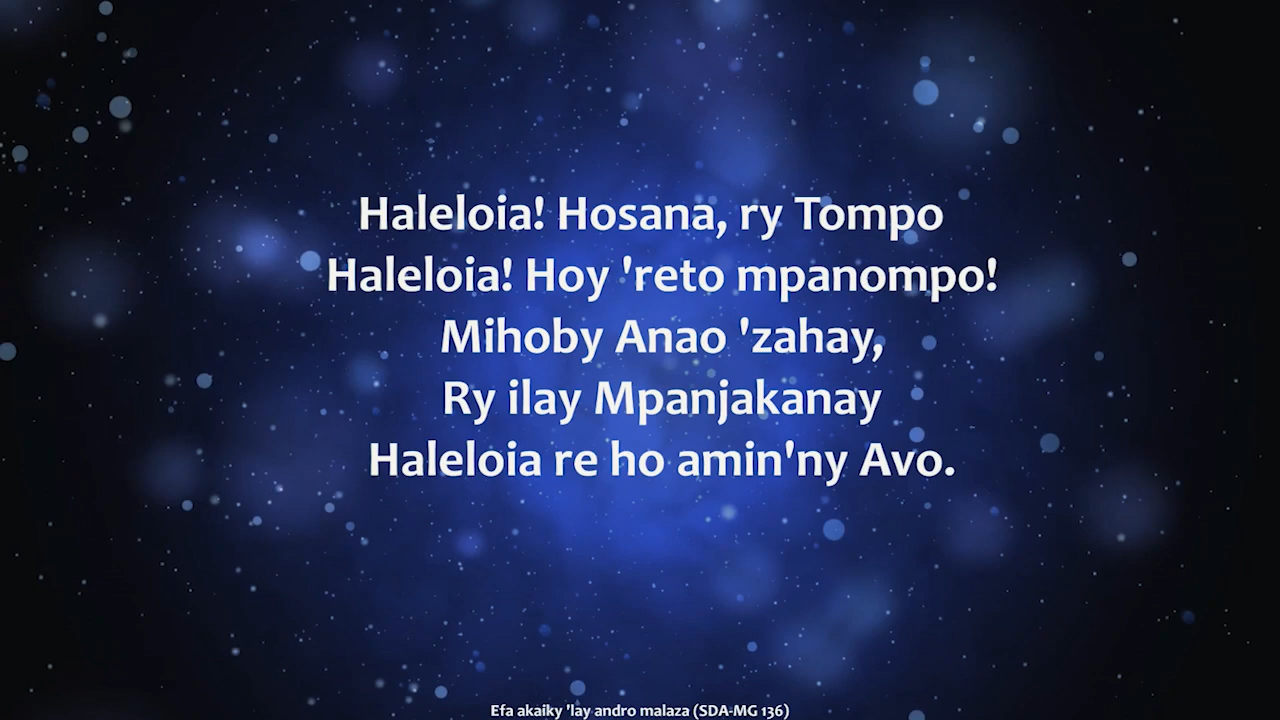 Haleloia! Hosana, ry Tompo
Haleloia! Hoy 'reto mpanompo!
Mihoby Anao 'zahay,
Ry ilay Mpanjakanay
Haleloia re ho amin'ny Avo.
Efa akaiky 'lay andro malaza (SDA-MG 136)